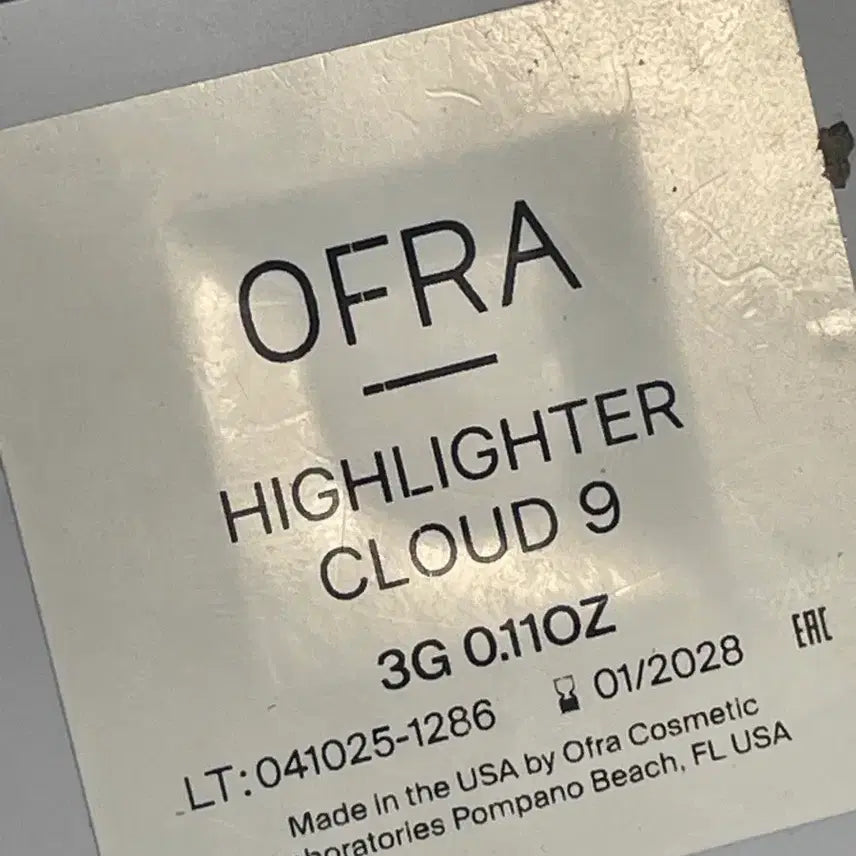 OFRA
HIGHLIGHTER
CLOUD 9
3G 0.11OZ
EAC
LT:041025-1286 01/2028
Made in the USA by Ofra Cosmetic
Pompano Beach, FL USA